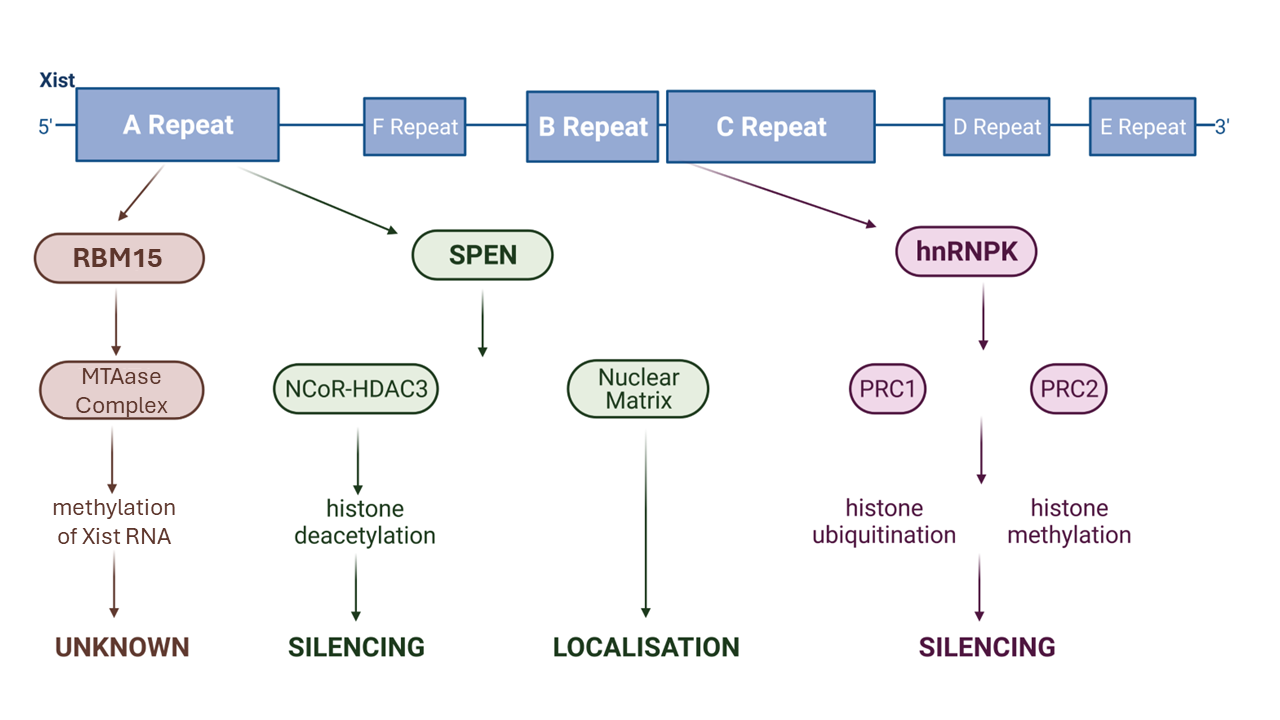 Xist
5' A Repeat F Repeat B Repeat C Repeat D Repeat E Repeat 3'
RBM15
SPEN
hnRNPK
MTAase
Complex
NCoR-HDAC3
Nuclear
Matrix
PRC1
PRC2
methylation
of Xist RNA
histone
deacetylation
histone
ubiquitination
histone
methylation
UNKNOWN
SILENCING
LOCALISATION
SILENCING